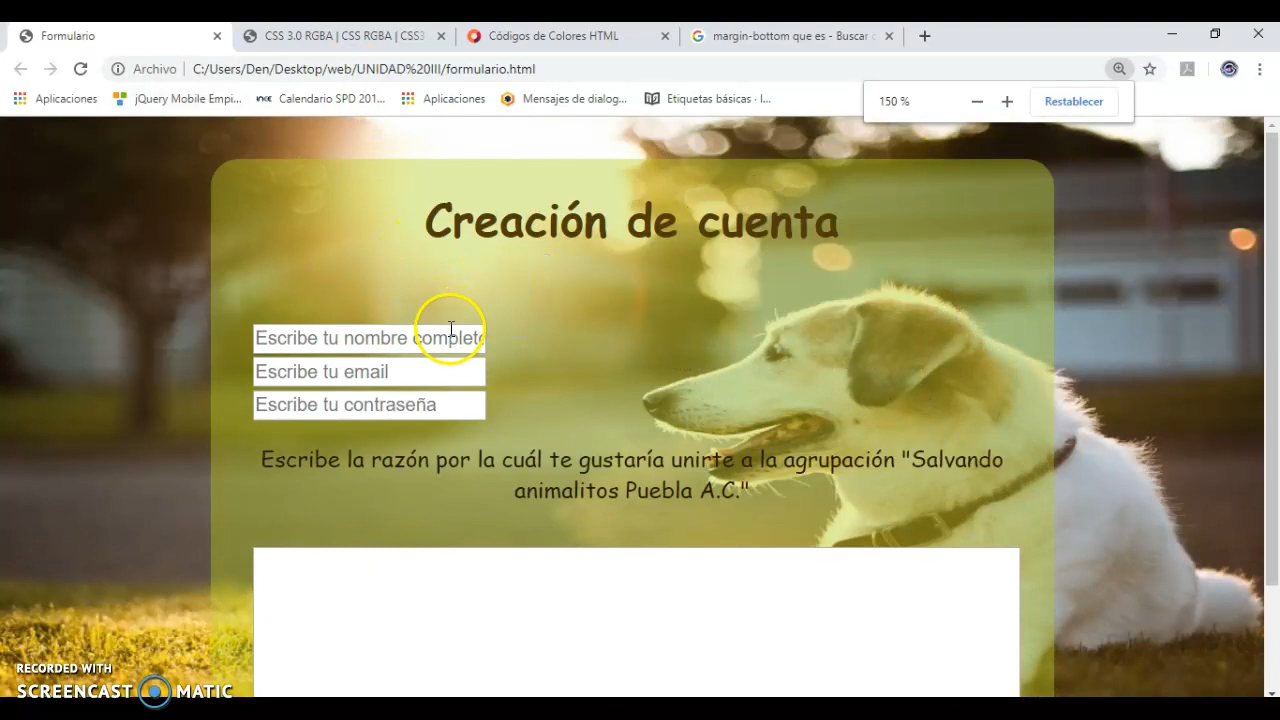 Formulario
CSS 3.0 RGBA | CSS RGBA | CSS3
Códigos de Colores HTML
margin-bottom que es - Buscar c
Archivo
C:/Users/Den/Desktop/web/UNIDAD%20III/formulario.html
Aplicaciones
jQuery Mobile Empi...
Calendario SPD 201...
Aplicaciones
Mensajes de dialog...
Etiquetas básicas · l...
150 %
Restablecer
Creación de cuenta
Escribe tu nombre completo
Escribe tu email
Escribe tu contraseña
Escribe la razón por la cuál te gustaría unirte a la agrupación "Salvando
animalitos Puebla A.C."
RECORDED WITH
SCREENCAST MATIC